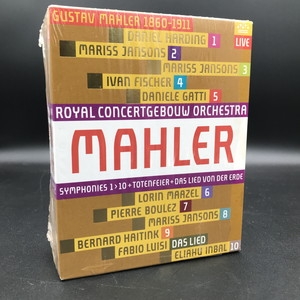 GUSTAV MAHLER 1860-1911
DANIEL HARDING 1
LIVE
MARISS JANSONS 2
MARISS JANSONS 3
IVAN FISCHER 4
DANIELE GATTI 5
ROYAL CONCERTGEBOUW ORCHESTRA
MAHLER
SYMPHONIES 1>10 + TOTENFEIER + DAS LIED VON DER ERDE
LORIN MAAZEL 6
PIERRE BOULEZ 7
MARISS JANSONS 8
BERNARD HAITINK 9
FABIO LUISI DAS LIED
ELIAHU INBAL 10